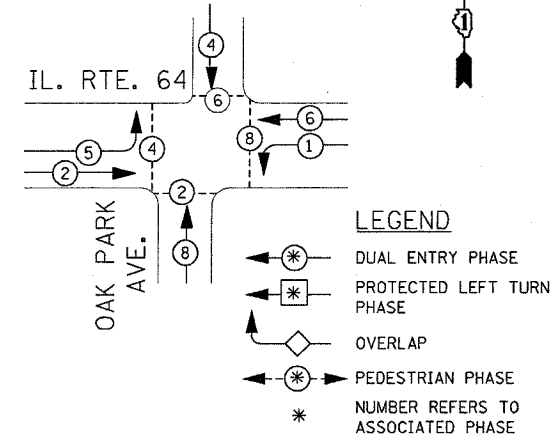 1
4
IL. RTE. 64
6
6
8
5
4
1
2
2
8
OAK PARK
AVE.
LEGEND
* DUAL ENTRY PHASE
* PROTECTED LEFT TURN
PHASE
OVERLAP
* PEDESTRIAN PHASE
* NUMBER REFERS TO
ASSOCIATED PHASE